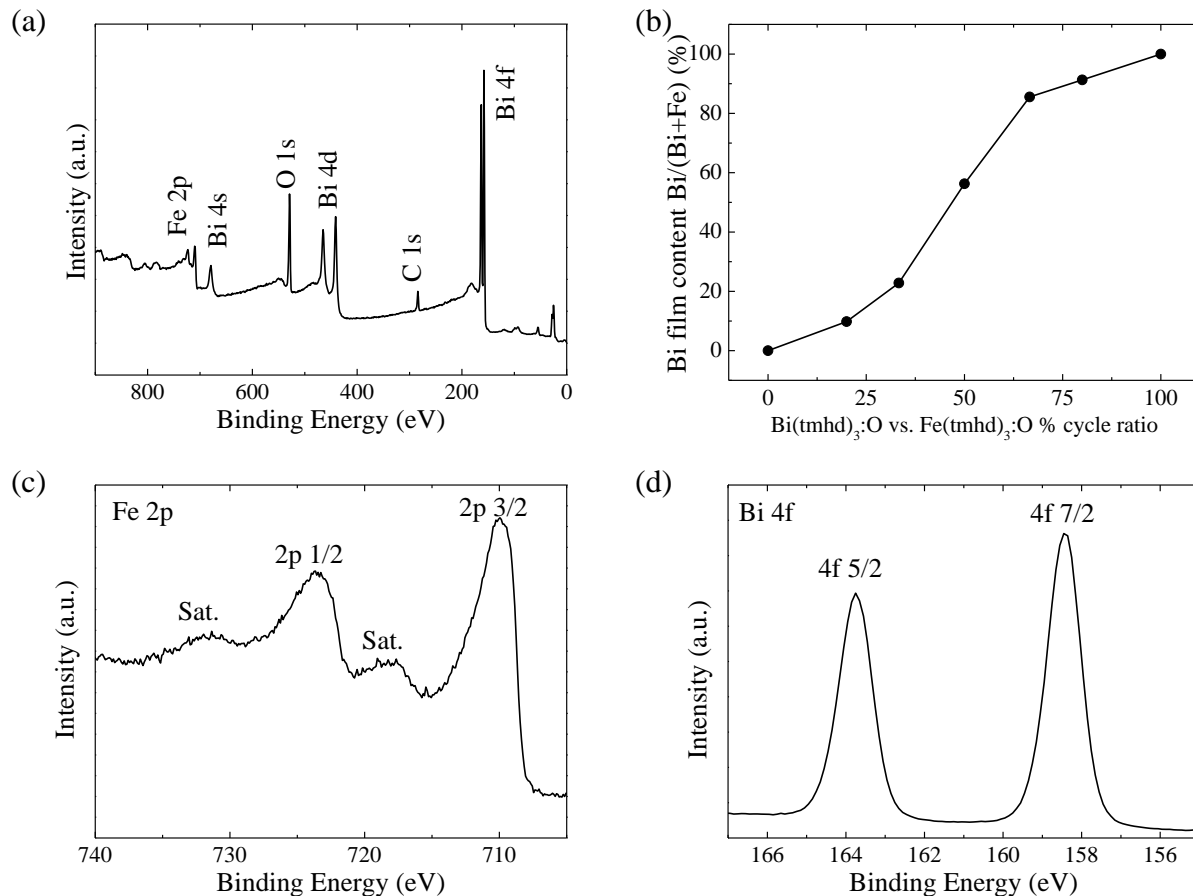 (a)
Intensity (a.u.)
Fe 2p
Bi 4s
O 1s
Bi 4d
C 1s
Bi 4f
800
600
400
200
0
Binding Energy (eV)
(b)
Bi film content Bi/(Bi+Fe) (%)
100
80
60
40
20
0
0
25
50
75
100
Bi(tmhd)₃:O vs. Fe(tmhd)₃:O % cycle ratio
(c)
Fe 2p
Intensity (a.u.)
Sat.
2p 1/2
Sat.
2p 3/2
740
730
720
710
Binding Energy (eV)
(d)
Bi 4f
Intensity (a.u.)
4f 5/2
4f 7/2
166
164
162
160
158
156
Binding Energy (eV)